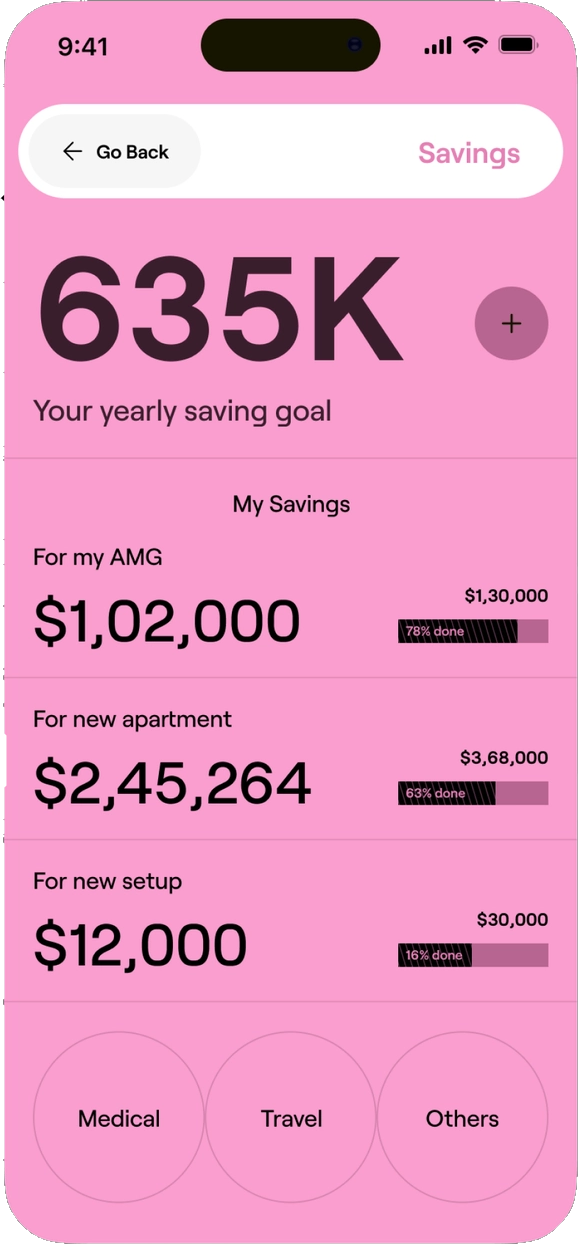 9:41
Go Back
Savings
635K
Your yearly saving goal
My Savings
For my AMG
$1,30,000
$1,02,000
78% done
For new apartment
$3,68,000
$2,45,264
63% done
For new setup
$30,000
$12,000
16% done
Medical
Travel
Others